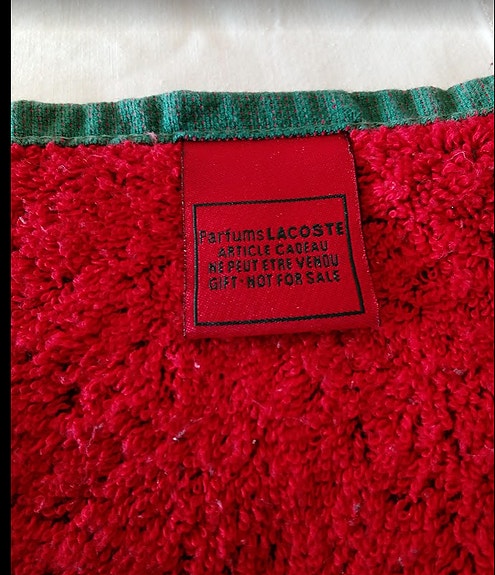 Parfums LACOSTE
ARTICLE CADEAU
NE PEUT ETRE VENDU
GIFT - NOT FOR SALE